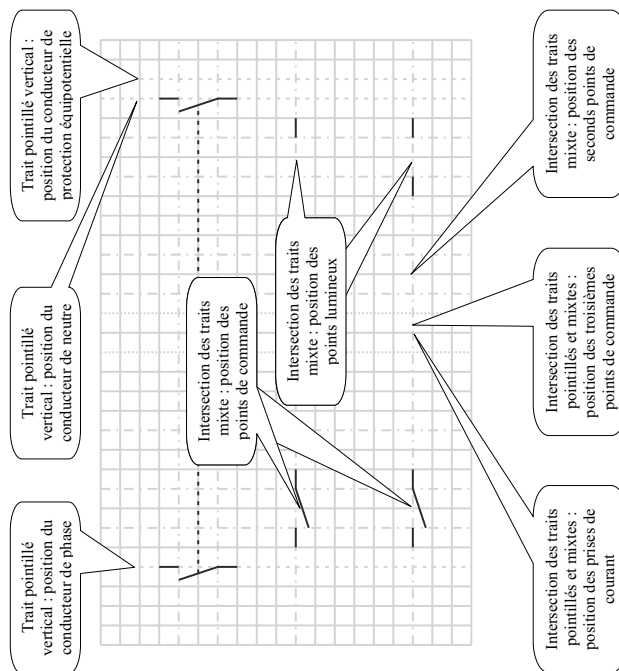 Trait pointillé
vertical : position du
conducteur de phase
Trait pointillé
vertical : position du
conducteur de neutre
Trait pointillé vertical :
position du conducteur de
protection équipotentielle
Intersection des traits
mixte : position des
points de commande
Intersection des traits
mixte : position des
points lumineux
Intersection des traits
pointillés et mixtes :
position des prises de
courant
Intersection des traits
pointillés et mixtes :
position des troisièmes
points de commande
Intersection des traits
mixte : position des
seconds points de
commande